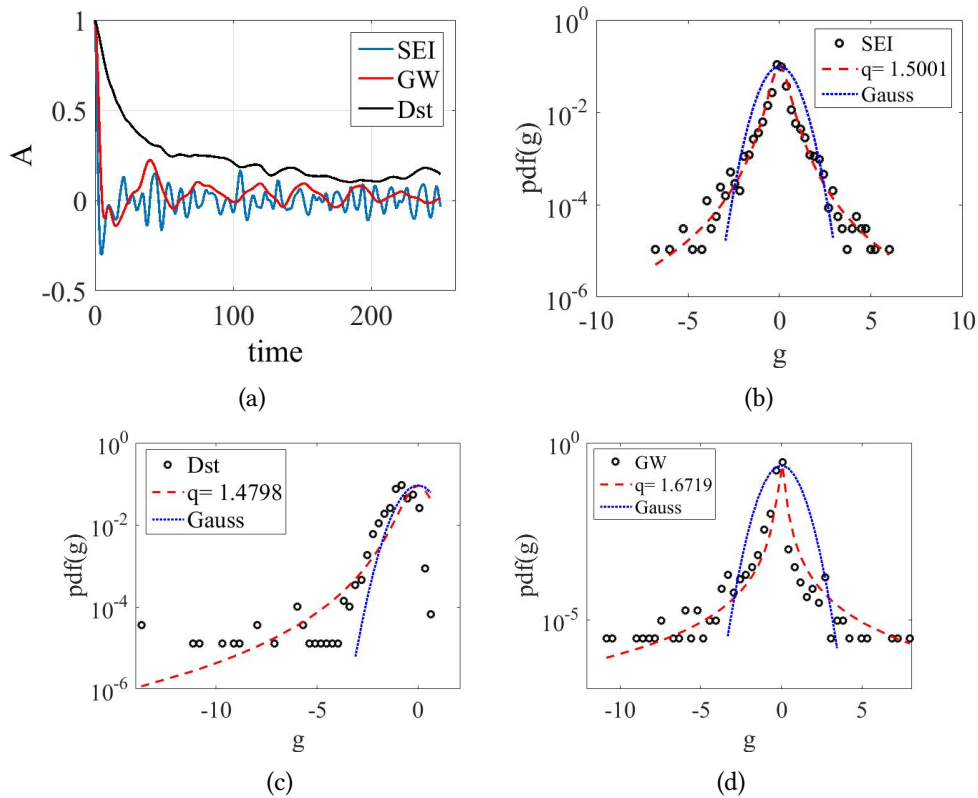 1
0.5
0
-0.5
A
SEI
GW
Dst
0
100
200
time
(a)
10^0
10^-2
10^-4
10^-6
pdf(g)
SEI
q= 1.5001
Gauss
-10
-5
0
5
10
g
(b)
10^0
10^-2
10^-4
10^-6
pdf(g)
Dst
q= 1.4798
Gauss
-10
-5
0
g
(c)
10^0
10^-5
pdf(g)
GW
q= 1.6719
Gauss
-10
-5
0
5
g
(d)